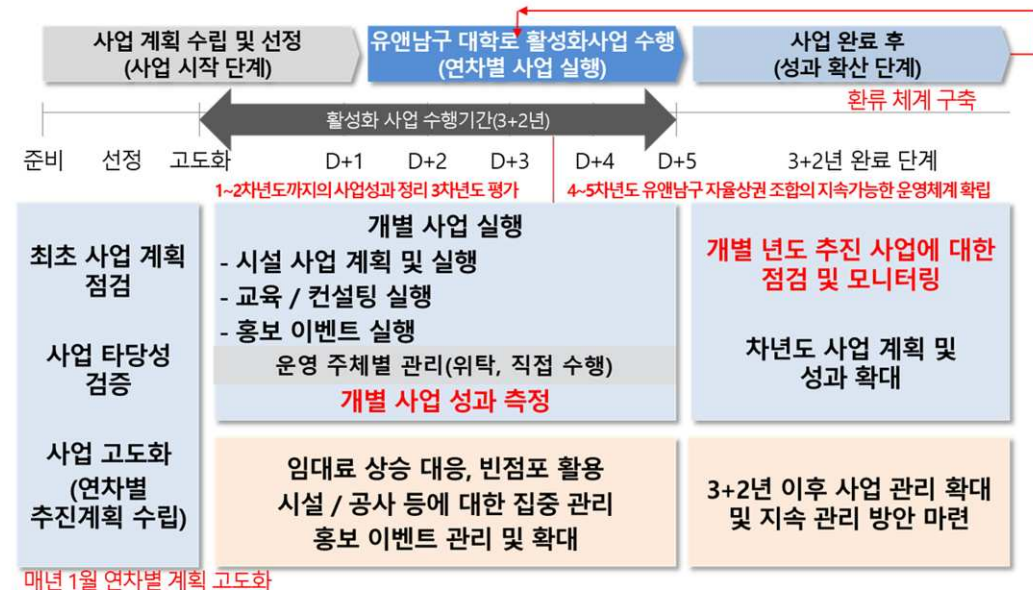 사업 계획 수립 및 선정
(사업 시작 단계)
유앤남구 대학로 활성화사업 수행
(연차별 사업 실행)
사업 완료 후
(성과 확산 단계)
환류 체계 구축
활성화 사업 수행기간(3+2년)
준비 선정 고도화 D+1 D+2 D+3 D+4 D+5 3+2년 완료 단계
1~2차년도까지의 사업성과 정리 3차년도 평가
4~5차년도 유앤남구 자율상권 조합의 지속가능한 운영체계 확립
최초 사업 계획
점검
사업 타당성
검증
사업 고도화
(연차별
추진계획 수립)
매년 1월 연차별 계획 고도화
개별 사업 실행
- 시설 사업 계획 및 실행
- 교육 / 컨설팅 실행
- 홍보 이벤트 실행
운영 주체별 관리(위탁, 직접 수행)
개별 사업 성과 측정
임대료 상승 대응, 빈점포 활용
시설 / 공사 등에 대한 집중 관리
홍보 이벤트 관리 및 확대
개별 년도 추진 사업에 대한
점검 및 모니터링
차년도 사업 계획 및
성과 확대
3+2년 이후 사업 관리 확대
및 지속 관리 방안 마련